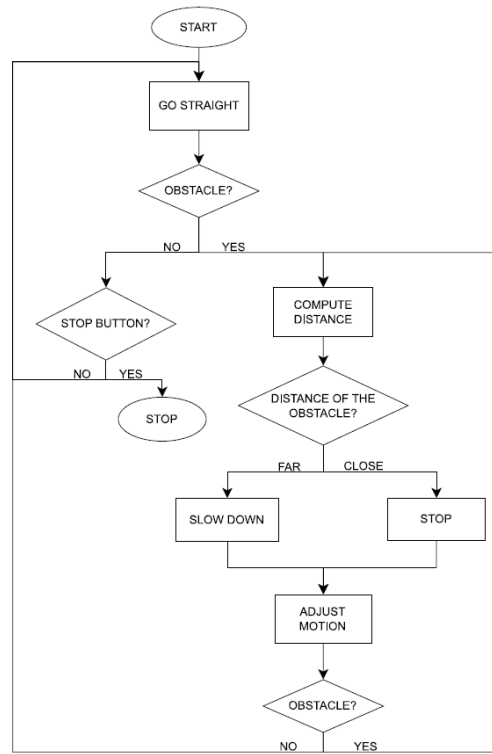 START
GO STRAIGHT
OBSTACLE?
NO
YES
STOP BUTTON?
COMPUTE
DISTANCE
NO
YES
STOP
DISTANCE OF THE
OBSTACLE?
FAR
CLOSE
SLOW DOWN
STOP
ADJUST
MOTION
OBSTACLE?
NO
YES